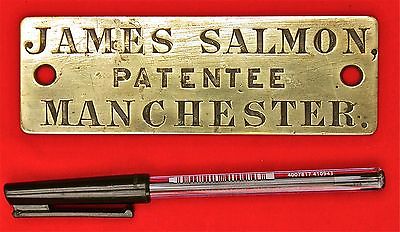 JAMES SALMON,
PATENTEE
MANCHESTER.
4007817 410943